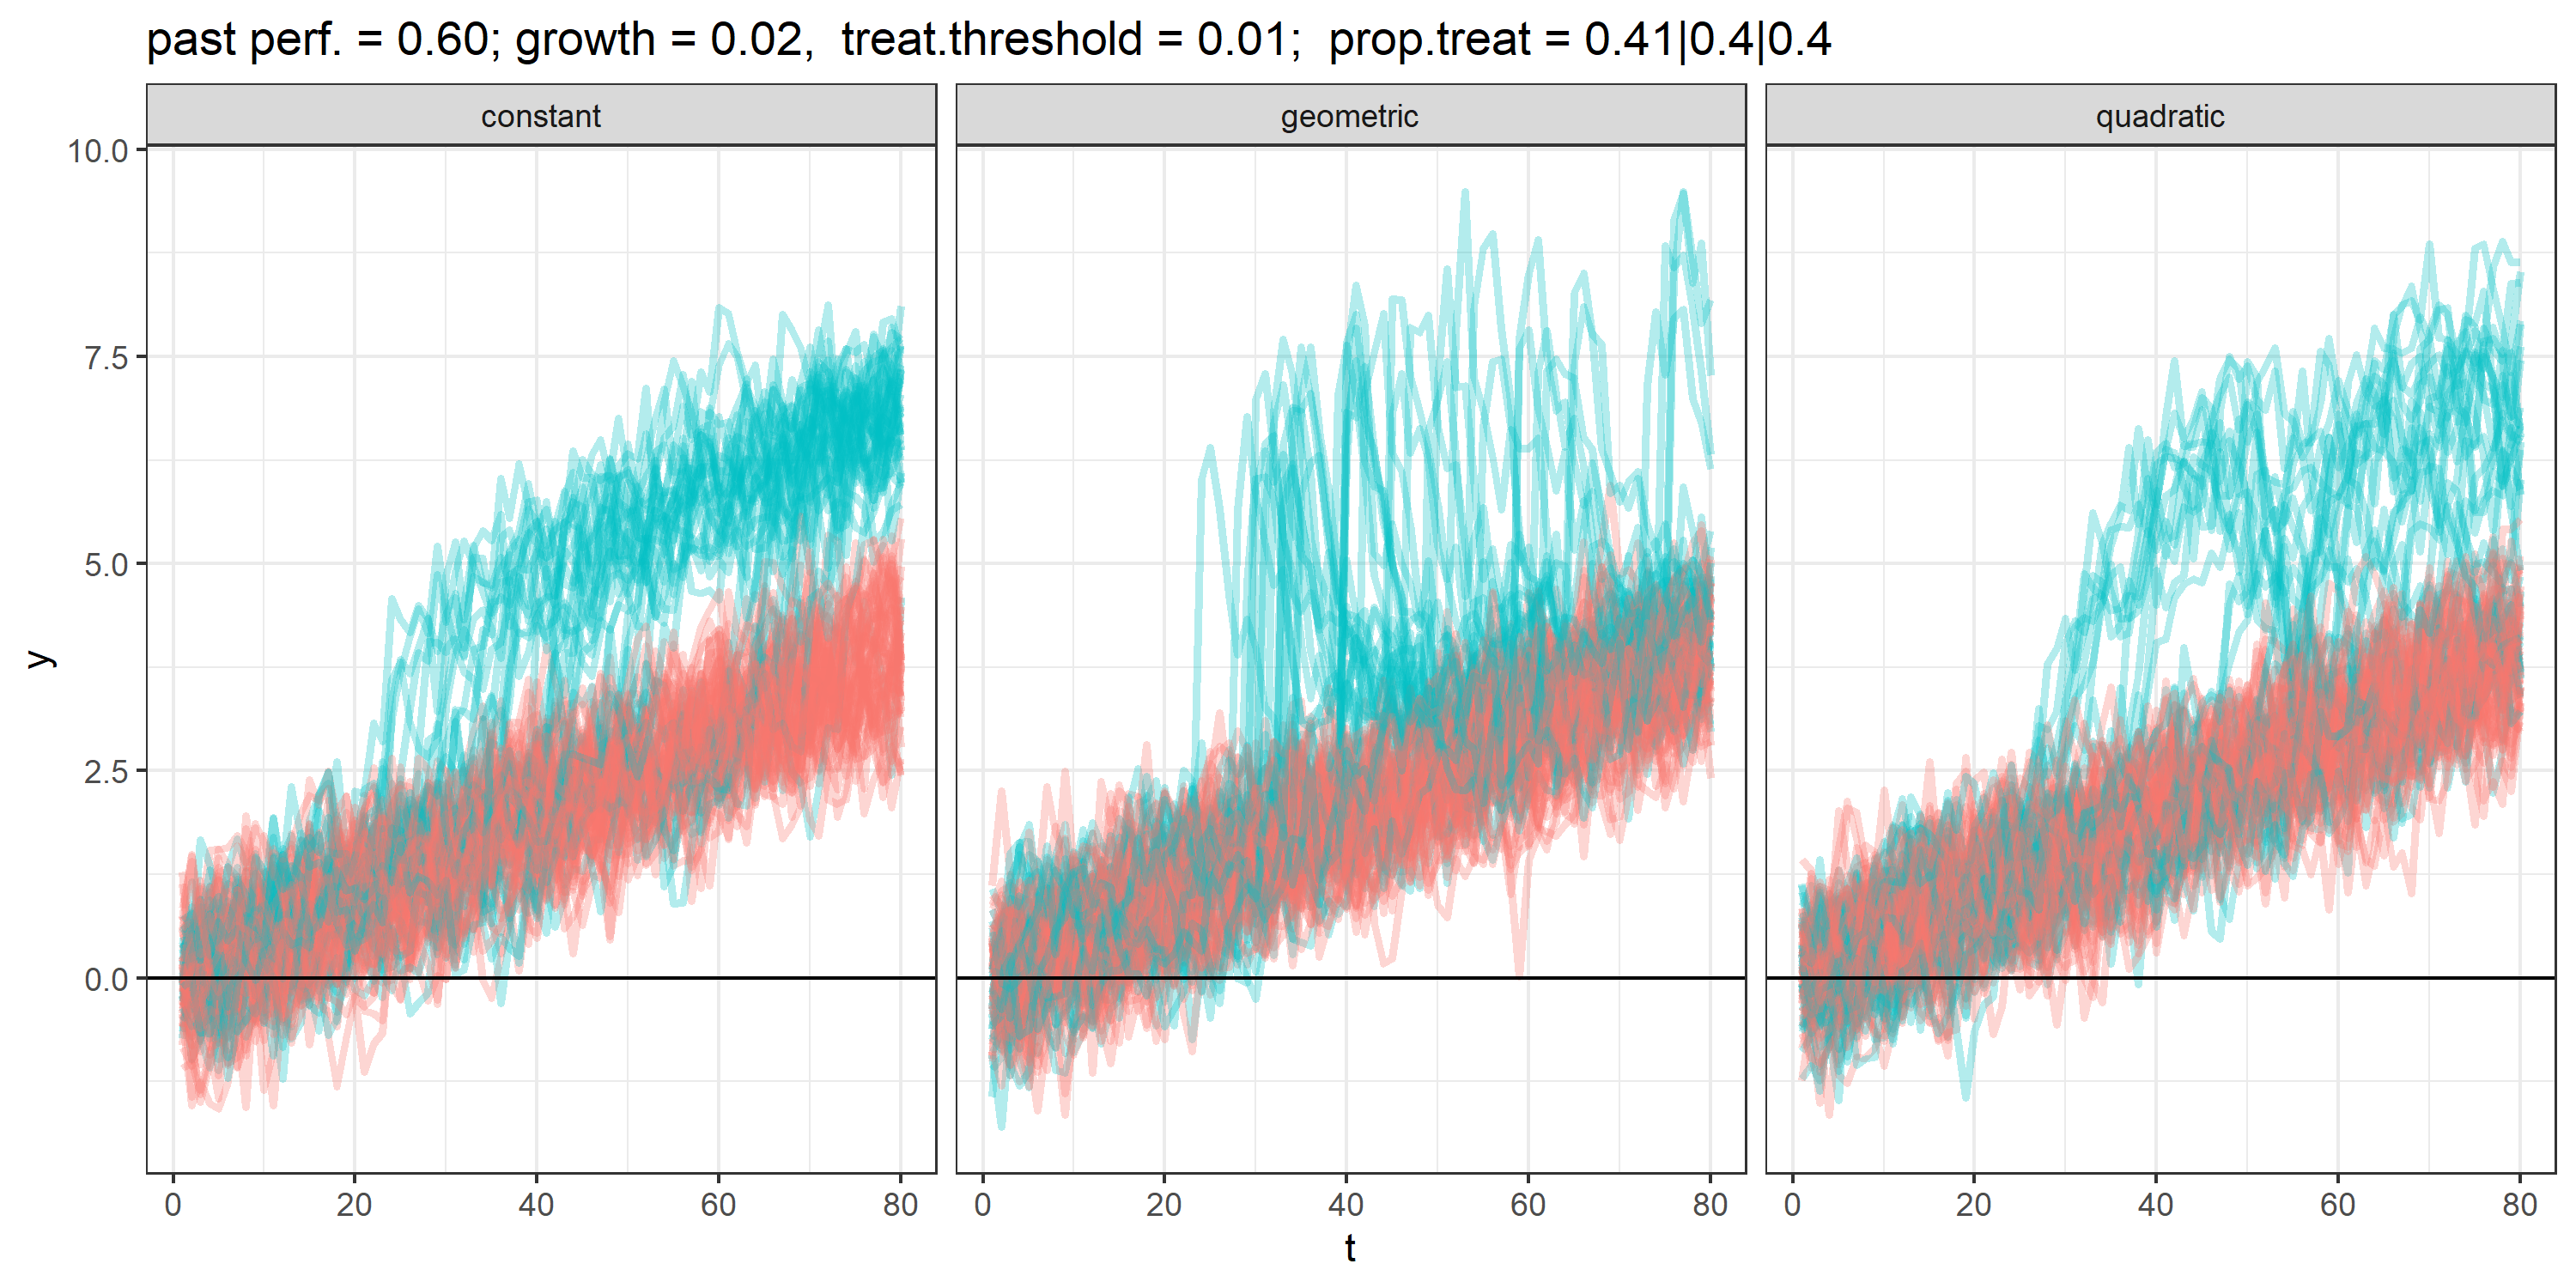 past perf. = 0.60; growth = 0.02,  treat.threshold = 0.01;  prop.treat = 0.41|0.4|0.4
constant
geometric
quadratic
10.0
7.5
5.0
2.5
0.0
y
0 20 40 60 80
0 20 40 60 80
0 20 40 60 80
t